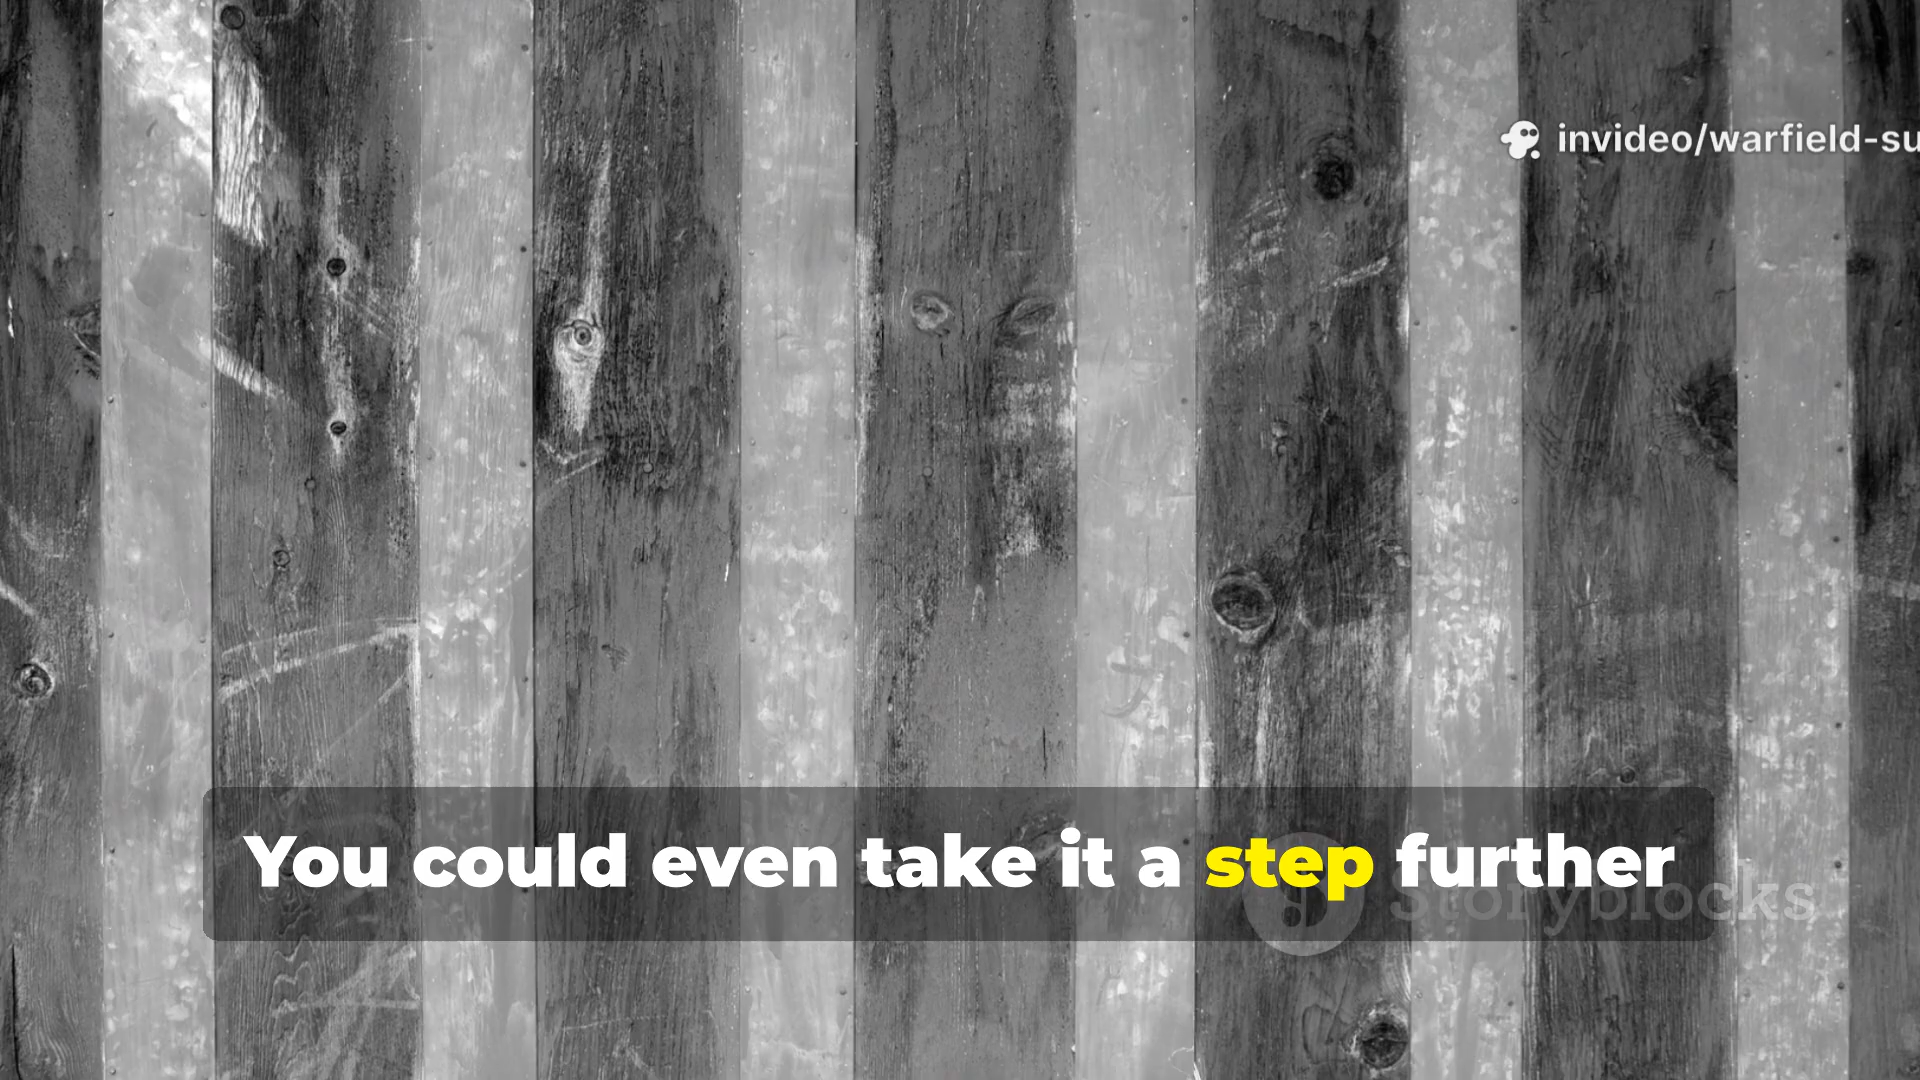 invideo/warfield-su
You could even take it a step further
Storyblocks